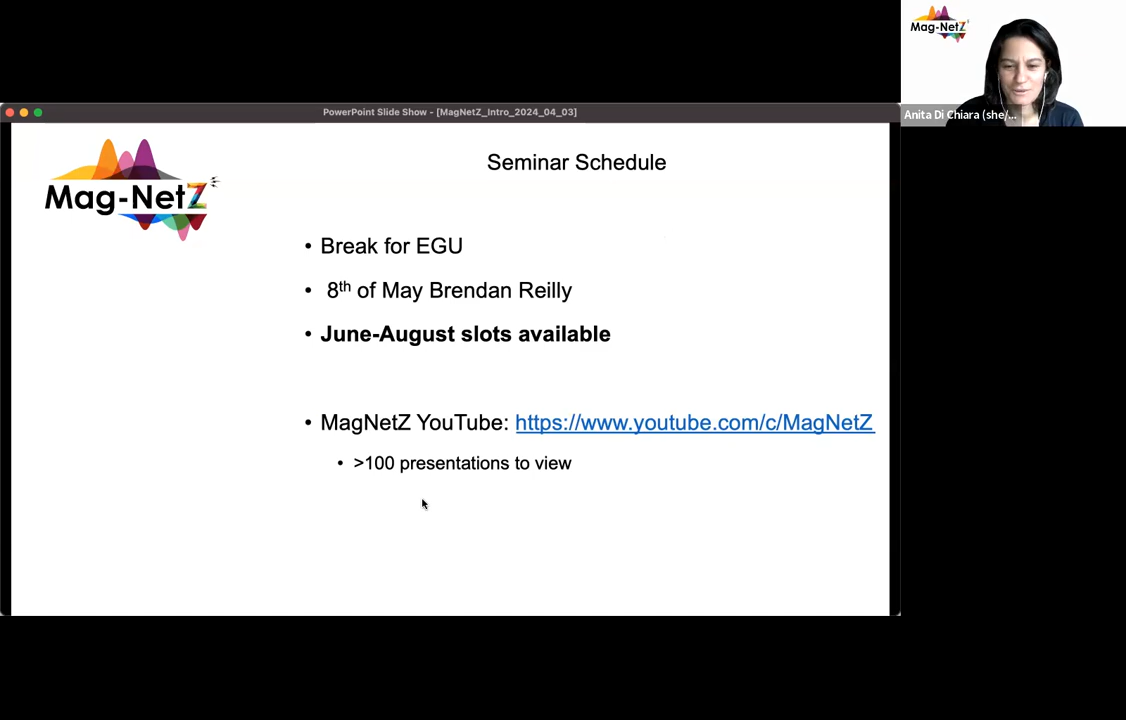 Mag-NetZ
Anita Di Chiara (she/...
PowerPoint Slide Show - [MagNetZ_Intro_2024_04_03]
Mag-NetZ
Seminar Schedule
• Break for EGU
• 8th of May Brendan Reilly
• June-August slots available
• MagNetZ YouTube: https://www.youtube.com/c/MagNetZ
• >100 presentations to view